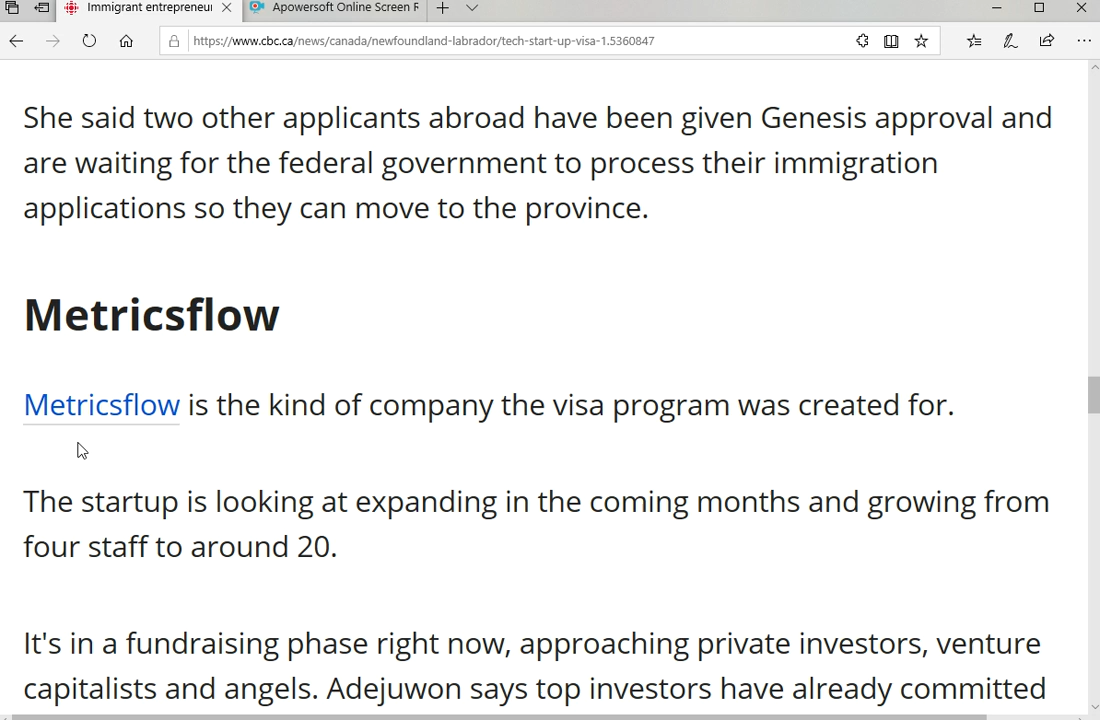 Immigrant entrepreneur
Apowersoft Online Screen R
https://www.cbc.ca/news/canada/newfoundland-labrador/tech-start-up-visa-1.5360847
She said two other applicants abroad have been given Genesis approval and
are waiting for the federal government to process their immigration
applications so they can move to the province.
Metricsflow
Metricsflow is the kind of company the visa program was created for.
The startup is looking at expanding in the coming months and growing from
four staff to around 20.
It's in a fundraising phase right now, approaching private investors, venture
capitalists and angels. Adejuwon says top investors have already committed